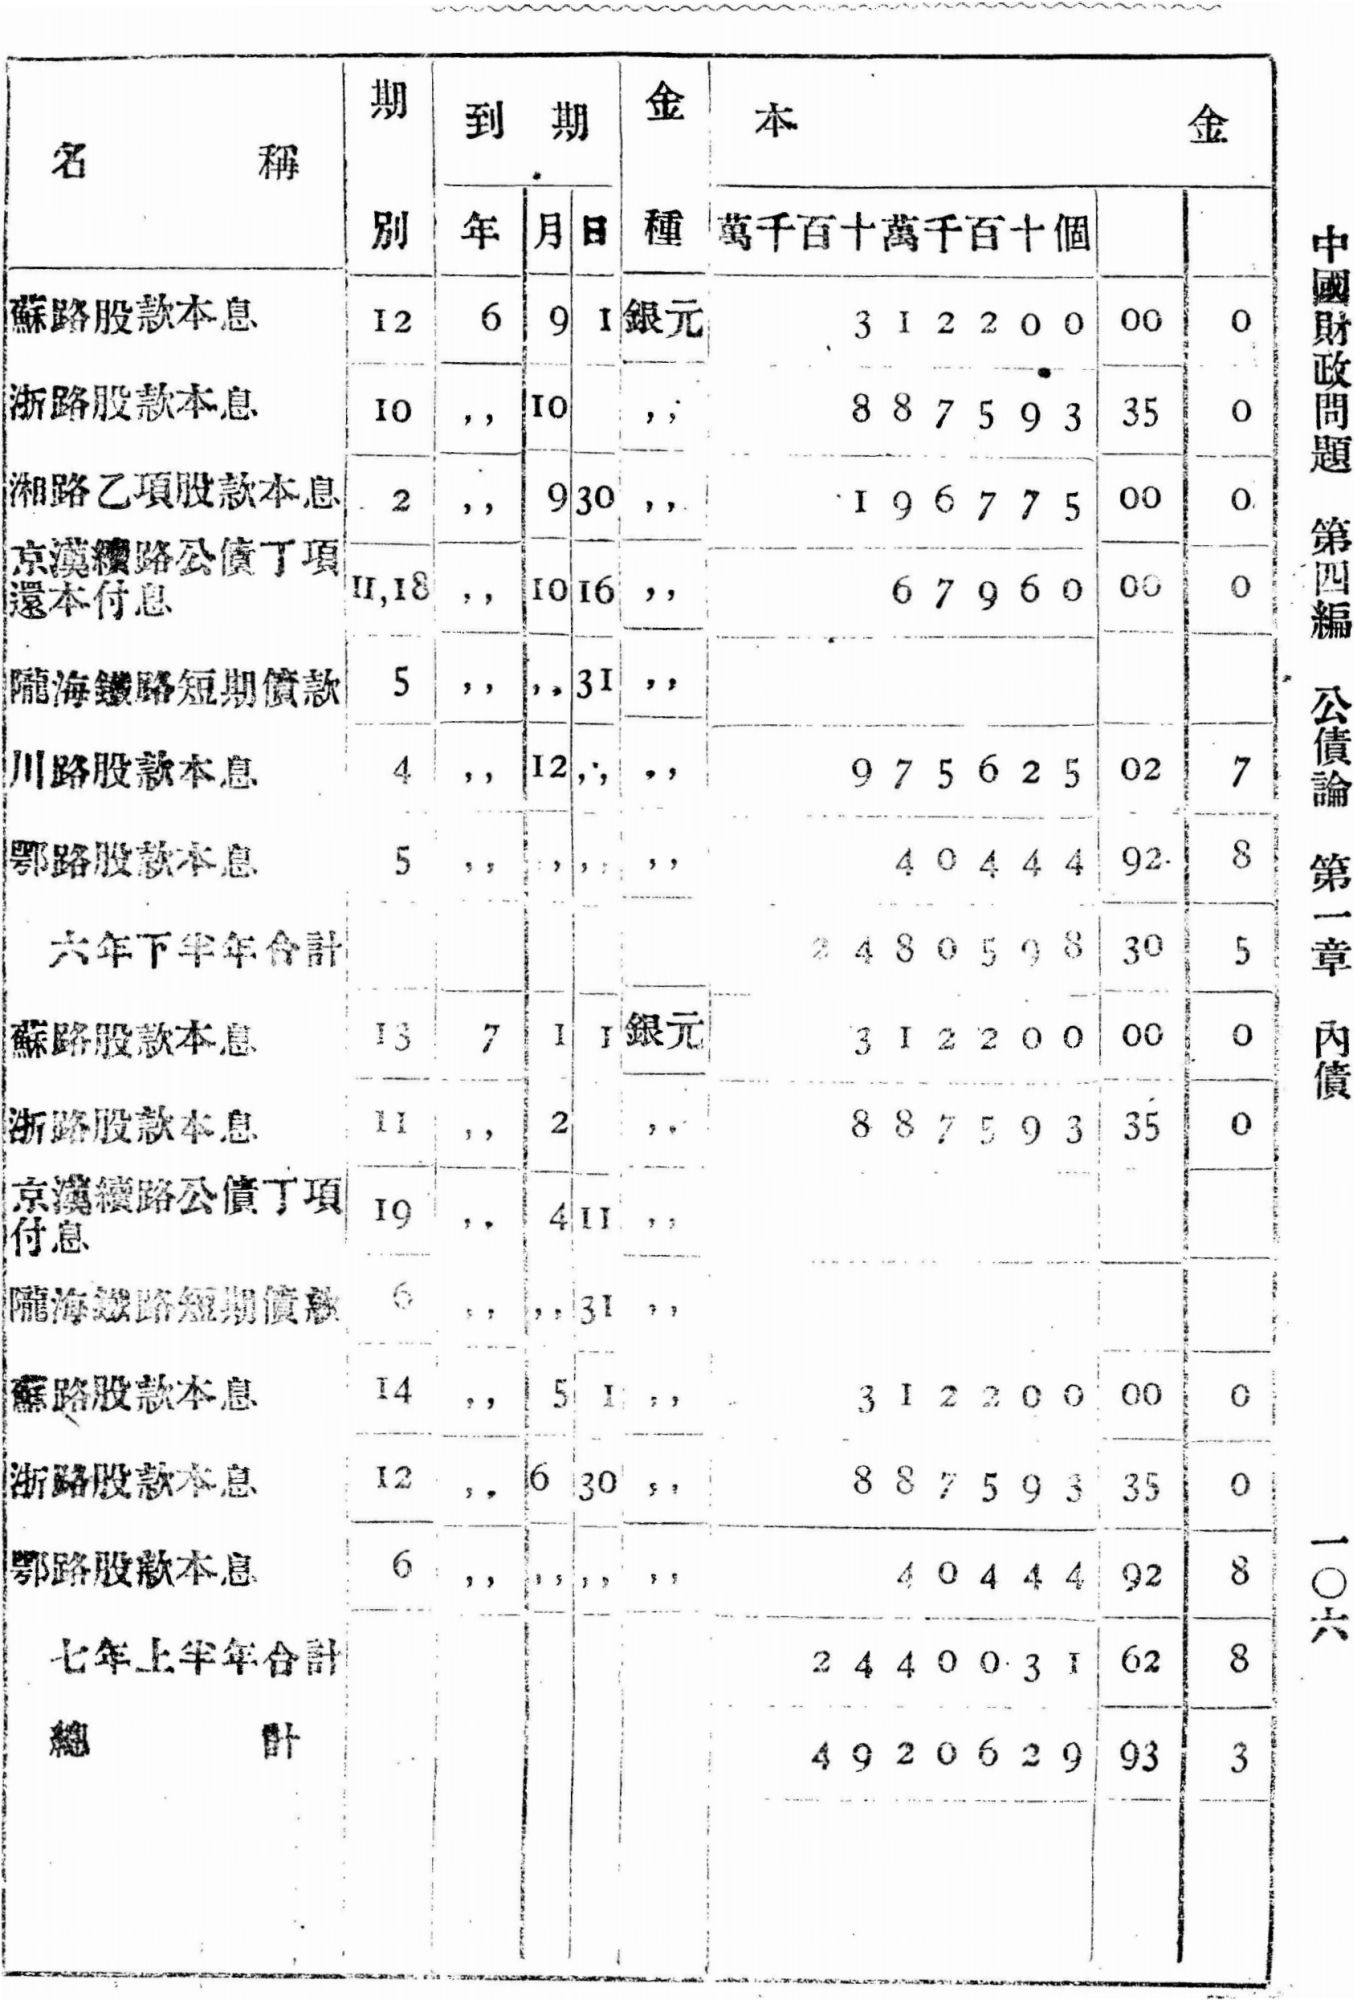 中國財政問題 第四編 公債論 第一章 內債 一〇六
名稱 期別 到期 金種 本金
年 月 日 萬千百十萬千百十個
蘇路股款本息 12 6 9 1 銀元 312200 00 0
浙路股款本息 10 ,, 10 ,, 887593 35 0
湘路乙項股款本息 2 ,, 9 30 ,, 196775 00 0
京漢續路公債丁項
還本付息 11,18 ,, 10 16 ,, 67960 00 0
隴海鐵路短期債款 5 ,, ,, 31 ,,
川路股款本息 4 ,, 12 ,, ,, 975625 02 7
鄂路股款本息 5 ,, ,, ,, ,, 40444 92 8
六年下半年合計 2480598 30 5
蘇路股款本息 13 7 1 1 銀元 312200 00 0
浙路股款本息 11 ,, 2 ,, 887593 35 0
京漢續路公債丁項
付息 19 ,, 4 11 ,,
隴海鐵路短期債款 6 ,, ,, 31 ,,
蘇路股款本息 14 ,, 5 1 ,, 312200 00 0
浙路股款本息 12 ,, 6 30 ,, 887593 35 0
鄂路股款本息 6 ,, ,, ,, ,, 40444 92 8
七年上半年合計 2440031 62 8
總計 4920629 93 3